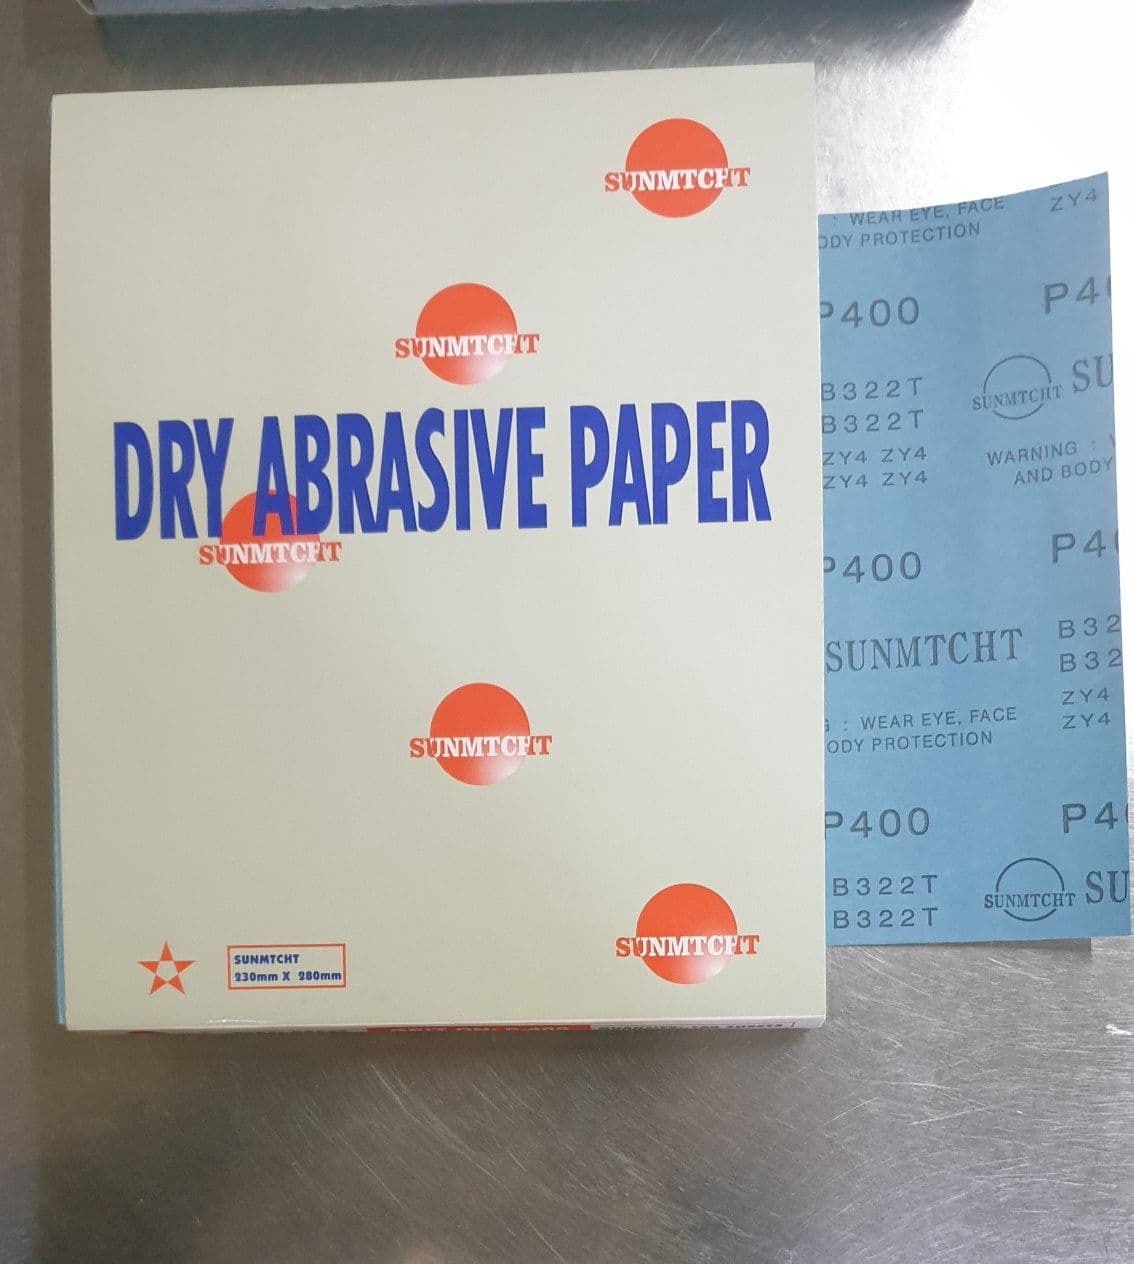 SUNMTCHT
SUNMTCHT
DRY ABRASIVE PAPER
SUNMTCHT
SUNMTCHT
SUNMTCHT
SUNMTCHT
230mm X 280mm
: WEAR EYE, FACE
ODY PROTECTION
ZY4
P400
P40
B322T
B322T
ZY4 ZY4
ZY4 ZY4
SUNMTCHT SU
WARNING :
AND BODY
P400
P40
SUNMTCHT
B32
B32
ZY4
ZY4
: WEAR EYE, FACE
ODY PROTECTION
P400
P4
B322T
B322T
SUNMTCHT SU